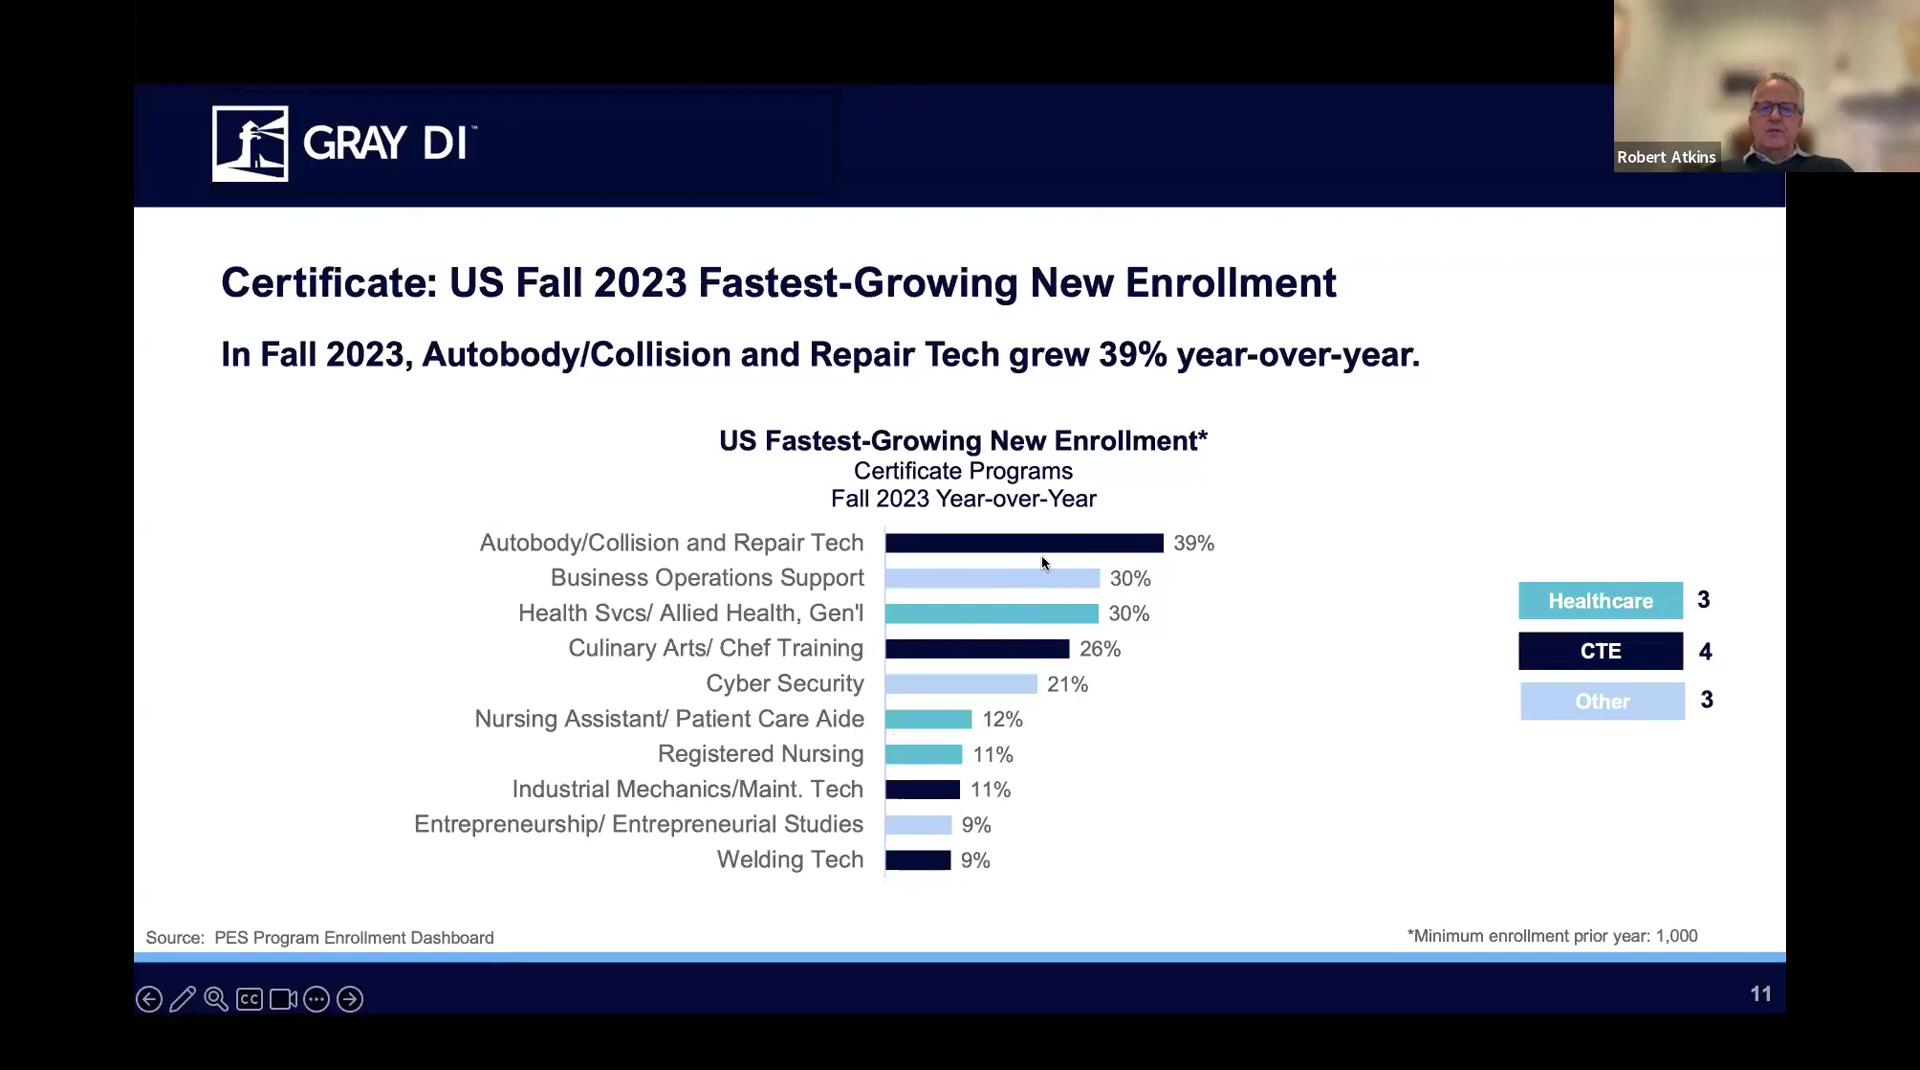 GRAY DI™
Robert Atkins
Certificate: US Fall 2023 Fastest-Growing New Enrollment
In Fall 2023, Autobody/Collision and Repair Tech grew 39% year-over-year.
US Fastest-Growing New Enrollment*
Certificate Programs
Fall 2023 Year-over-Year
Autobody/Collision and Repair Tech 39%
Business Operations Support 30%
Health Svcs/ Allied Health, Gen'l 30%
Culinary Arts/ Chef Training 26%
Cyber Security 21%
Nursing Assistant/ Patient Care Aide 12%
Registered Nursing 11%
Industrial Mechanics/Maint. Tech 11%
Entrepreneurship/ Entrepreneurial Studies 9%
Welding Tech 9%
Healthcare 3
CTE 4
Other 3
Source: PES Program Enrollment Dashboard
*Minimum enrollment prior year: 1,000
CC
11